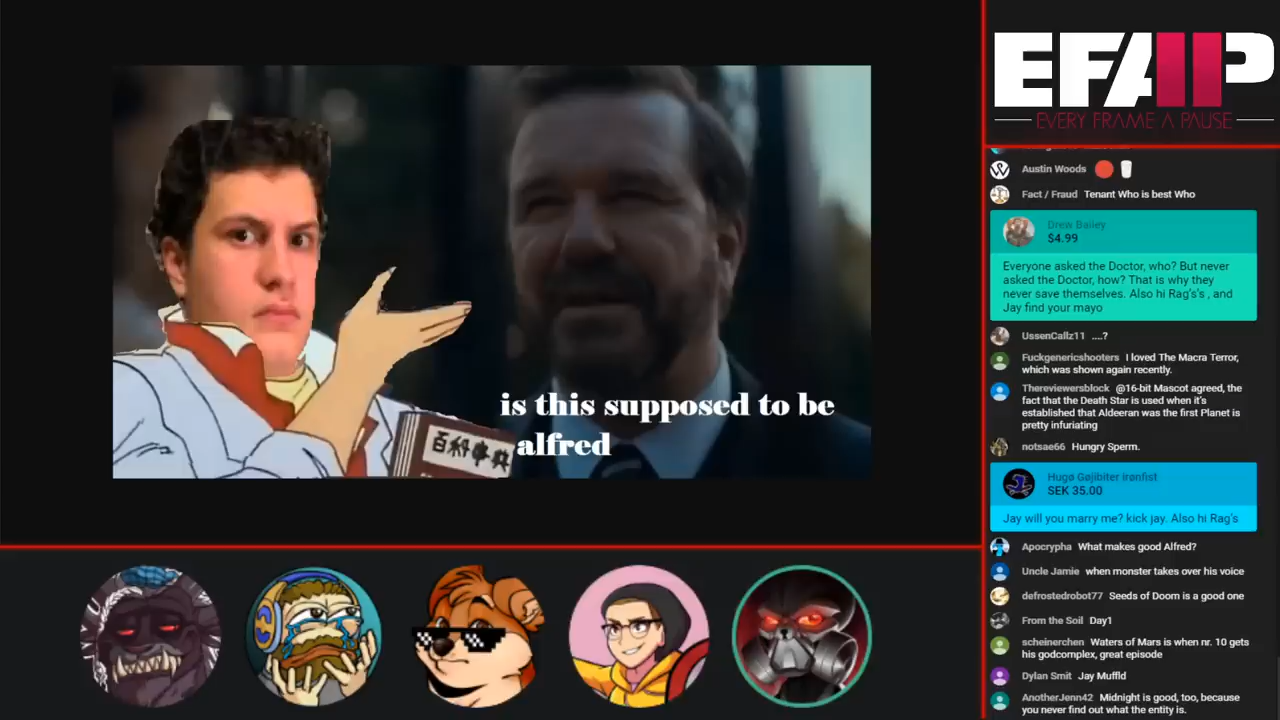 is this supposed to be
alfred
百科事典
EFAP
EVERY FRAME A PAUSE
Austin Woods
Fact / Fraud Tenant Who is best Who
Drew Bailey
$4.99
Everyone asked the Doctor, who? But never
asked the Doctor, how? That is why they
never save themselves. Also hi Rag's's , and
Jay find your mayo
UssenCallz11 ....?
Fuckgenericshooters I loved The Macra Terror,
which was shown again recently.
Thereviewersblock @16-bit Mascot agreed, the
fact that the Death Star is used when it's
established that Aldeeran was the first Planet is
pretty infuriating
notsae66 Hungry Sperm.
Hugø Gøjibiter irønfist
SEK 35.00
Jay will you marry me? kick jay. Also hi Rag's
Apocrypha What makes good Alfred?
Uncle Jamie when monster takes over his voice
defrostedrobot77 Seeds of Doom is a good one
From the Soil Day1
scheinerchen Waters of Mars is when nr. 10 gets
his godcomplex, great episode
Dylan Smit Jay Muffld
AnotherJenn42 Midnight is good, too, because
you never find out what the entity is.